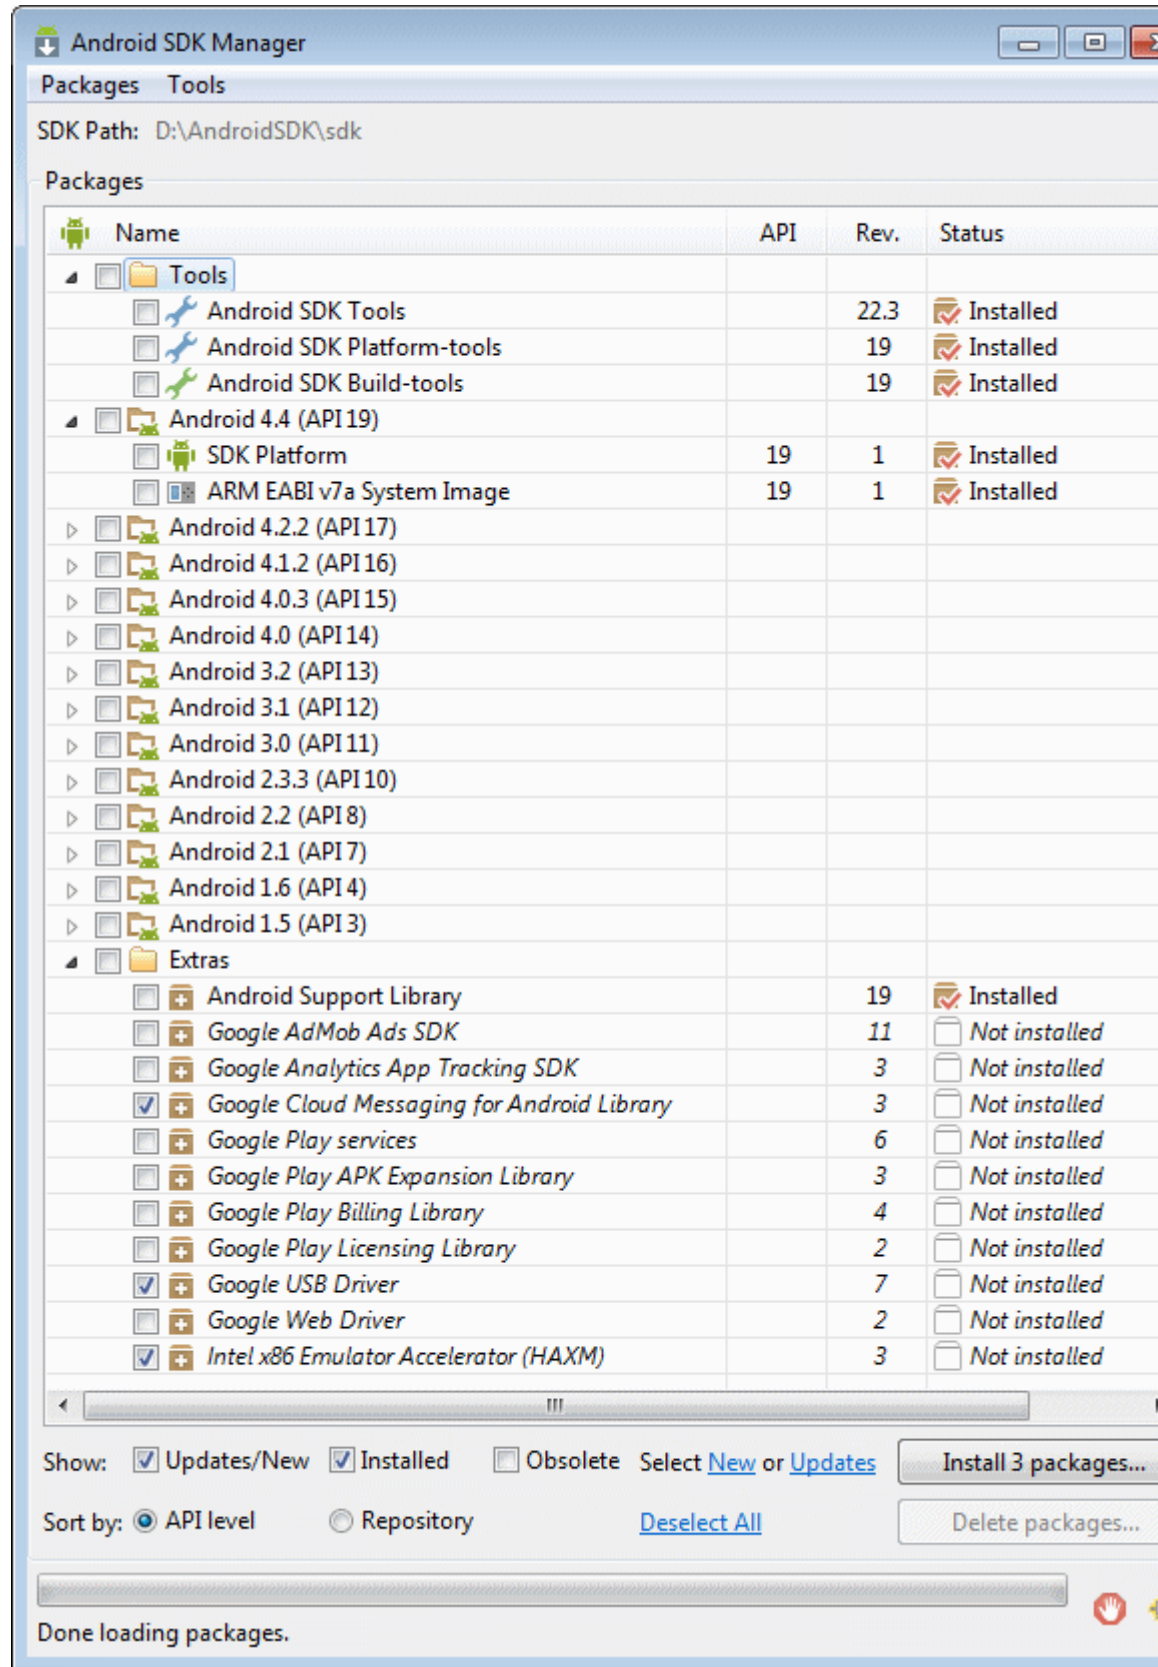 Android SDK Manager
Packages Tools
SDK Path: D:\AndroidSDK\sdk
Packages
Name API Rev. Status
Tools
Android SDK Tools 22.3 Installed
Android SDK Platform-tools 19 Installed
Android SDK Build-tools 19 Installed
Android 4.4 (API 19)
SDK Platform 19 1 Installed
ARM EABI v7a System Image 19 1 Installed
Android 4.2.2 (API 17)
Android 4.1.2 (API 16)
Android 4.0.3 (API 15)
Android 4.0 (API 14)
Android 3.2 (API 13)
Android 3.1 (API 12)
Android 3.0 (API 11)
Android 2.3.3 (API 10)
Android 2.2 (API 8)
Android 2.1 (API 7)
Android 1.6 (API 4)
Android 1.5 (API 3)
Extras
Android Support Library 19 Installed
Google AdMob Ads SDK 11 Not installed
Google Analytics App Tracking SDK 3 Not installed
Google Cloud Messaging for Android Library 3 Not installed
Google Play services 6 Not installed
Google Play APK Expansion Library 3 Not installed
Google Play Billing Library 4 Not installed
Google Play Licensing Library 2 Not installed
Google USB Driver 7 Not installed
Google Web Driver 2 Not installed
Intel x86 Emulator Accelerator (HAXM) 3 Not installed
Show: Updates/New Installed Obsolete Select New or Updates Install 3 packages...
Sort by: API level Repository Deselect All Delete packages...
Done loading packages.